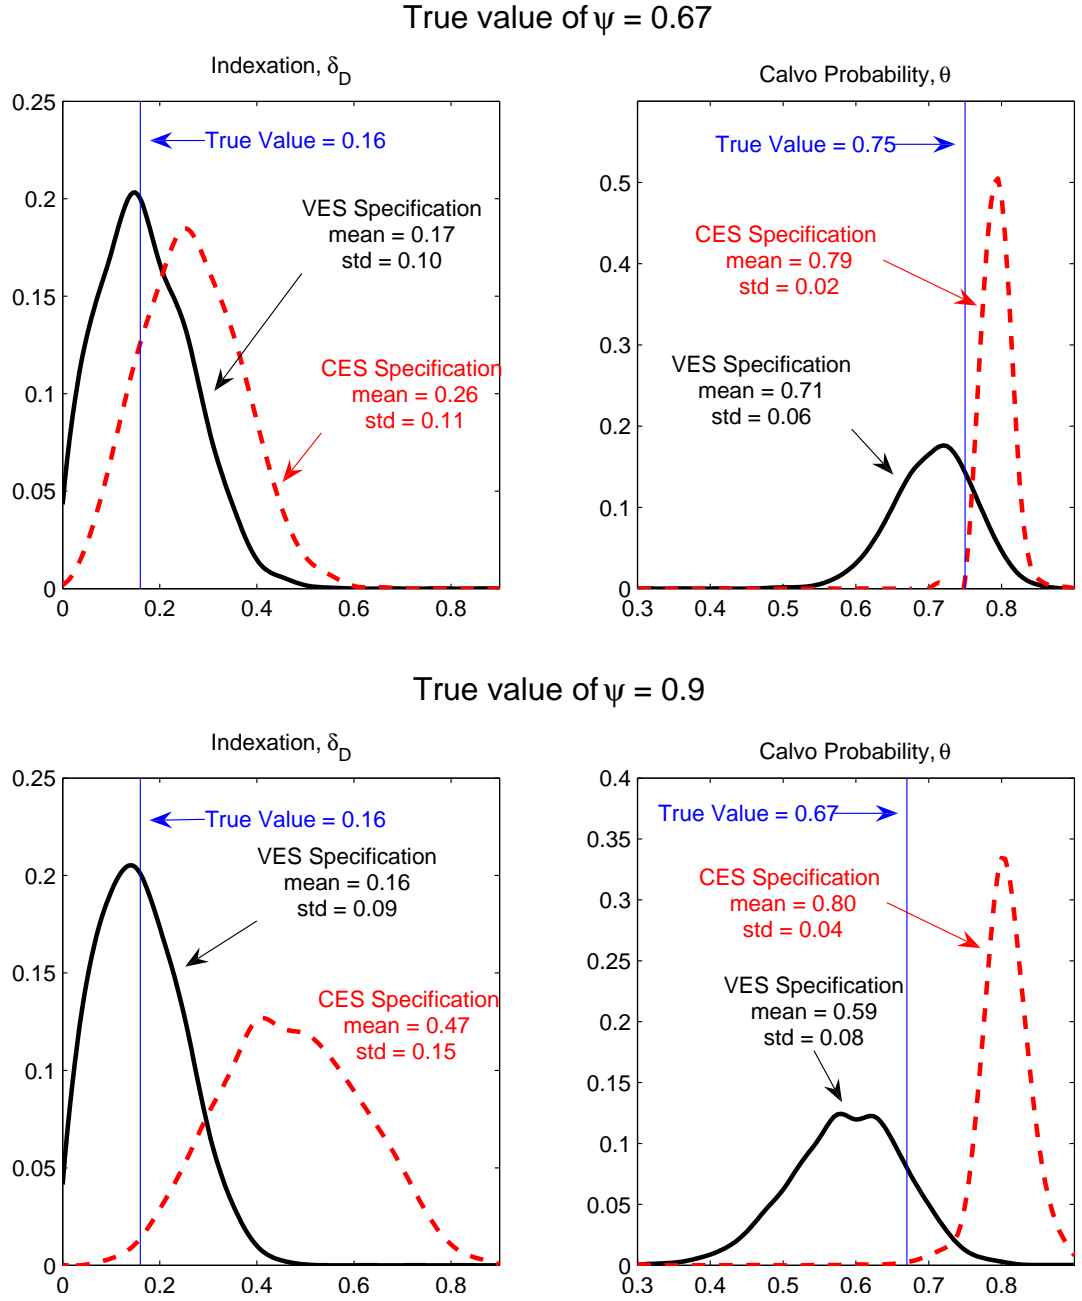 True value of ψ = 0.67
Indexation, δD
0.25
0.2
0.15
0.1
0.05
0
0 0.2 0.4 0.6 0.8
True Value = 0.16
VES Specification
mean = 0.17
std = 0.10
CES Specification
mean = 0.26
std = 0.11
Calvo Probability, θ
0.5
0.4
0.3
0.2
0.1
0
0.3 0.4 0.5 0.6 0.7 0.8
True Value = 0.75
CES Specification
mean = 0.79
std = 0.02
VES Specification
mean = 0.71
std = 0.06
True value of ψ = 0.9
Indexation, δD
0.25
0.2
0.15
0.1
0.05
0
0 0.2 0.4 0.6 0.8
True Value = 0.16
VES Specification
mean = 0.16
std = 0.09
CES Specification
mean = 0.47
std = 0.15
Calvo Probability, θ
0.4
0.35
0.3
0.25
0.2
0.15
0.1
0.05
0
0.3 0.4 0.5 0.6 0.7 0.8
True Value = 0.67
CES Specification
mean = 0.80
std = 0.04
VES Specification
mean = 0.59
std = 0.08